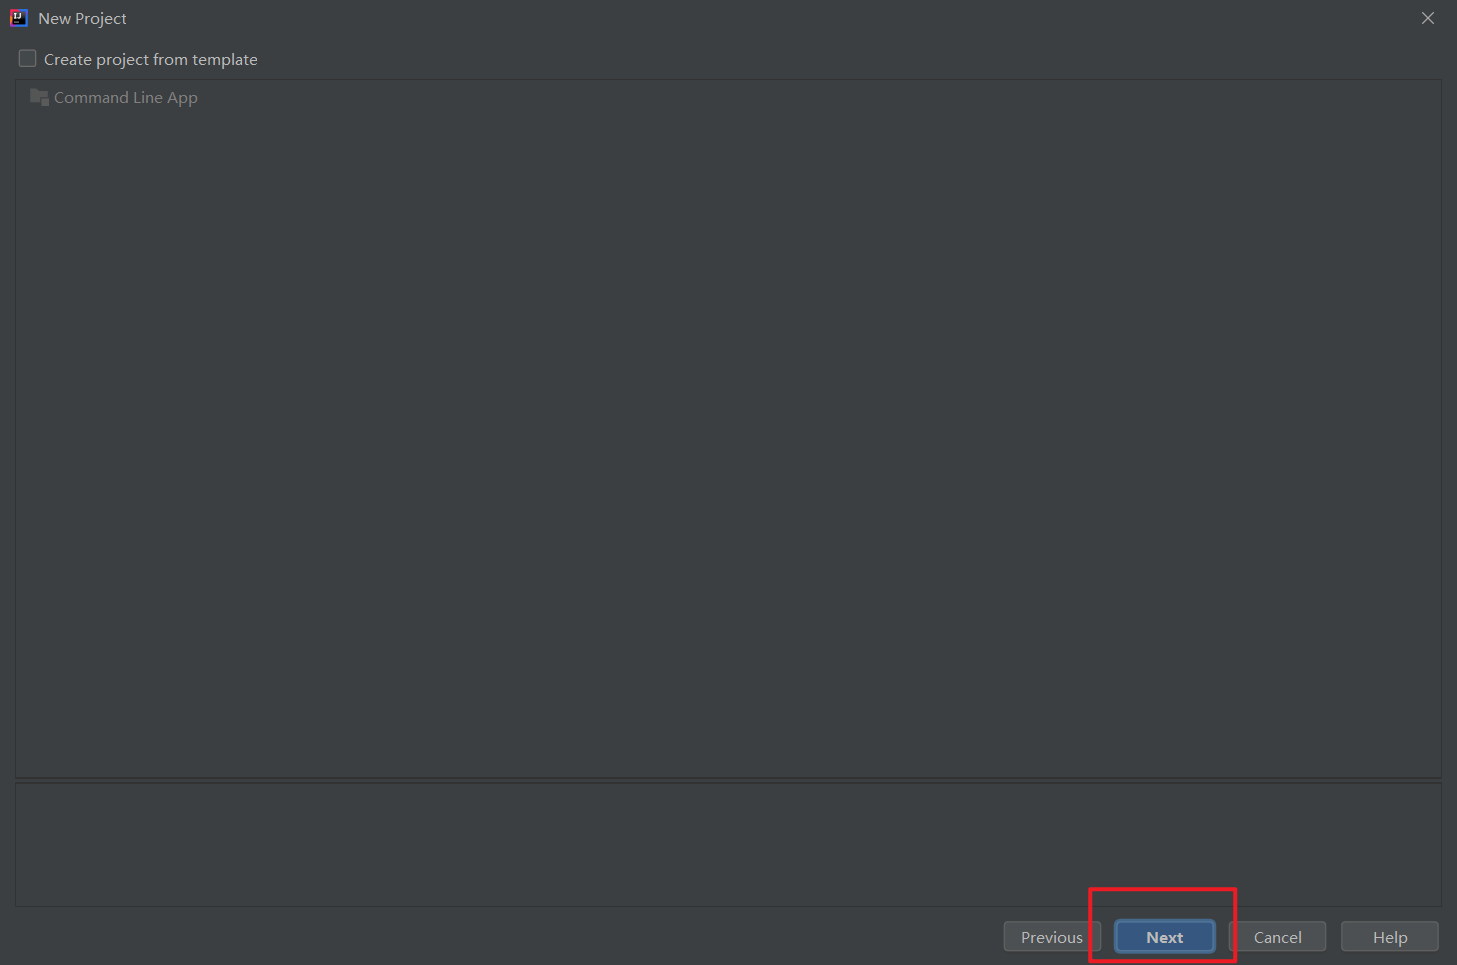 New Project
Create project from template
Command Line App
Previous Next Cancel Help